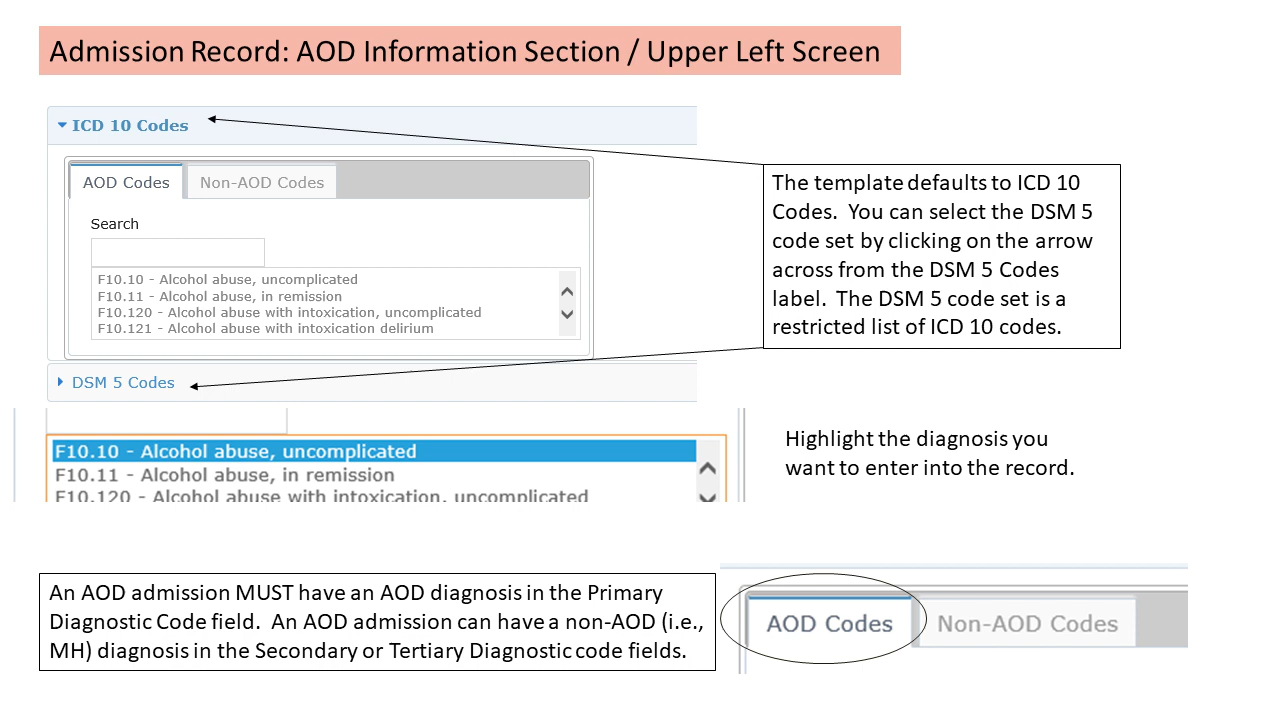 Admission Record: AOD Information Section / Upper Left Screen
ICD 10 Codes
AOD Codes
Non-AOD Codes
Search
F10.10 - Alcohol abuse, uncomplicated
F10.11 - Alcohol abuse, in remission
F10.120 - Alcohol abuse with intoxication, uncomplicated
F10.121 - Alcohol abuse with intoxication delirium
DSM 5 Codes
The template defaults to ICD 10
Codes.  You can select the DSM 5
code set by clicking on the arrow
across from the DSM 5 Codes
label.  The DSM 5 code set is a
restricted list of ICD 10 codes.
F10.10 - Alcohol abuse, uncomplicated
F10.11 - Alcohol abuse, in remission
F10.120 - Alcohol abuse with intoxication, uncomplicated
Highlight the diagnosis you
want to enter into the record.
An AOD admission MUST have an AOD diagnosis in the Primary
Diagnostic Code field.  An AOD admission can have a non-AOD (i.e.,
MH) diagnosis in the Secondary or Tertiary Diagnostic code fields.
AOD Codes
Non-AOD Codes